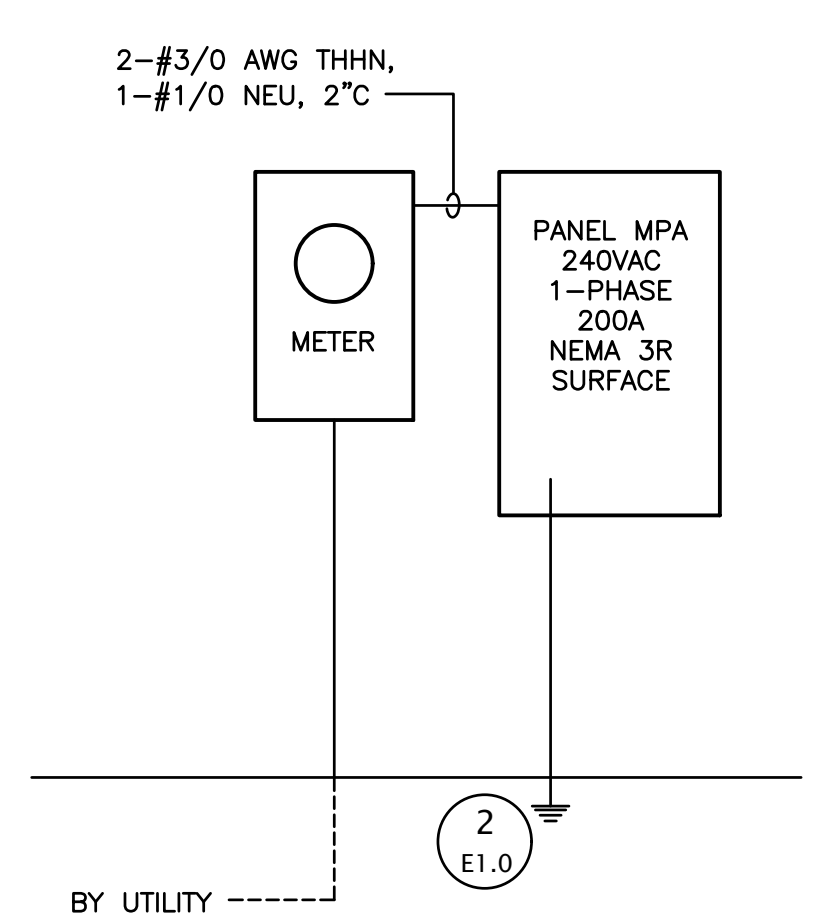 2-#3/0 AWG THHN,
1-#1/0 NEU, 2”C
METER
PANEL MPA
240VAC
1-PHASE
200A
NEMA 3R
SURFACE
2
E1.0
BY UTILITY